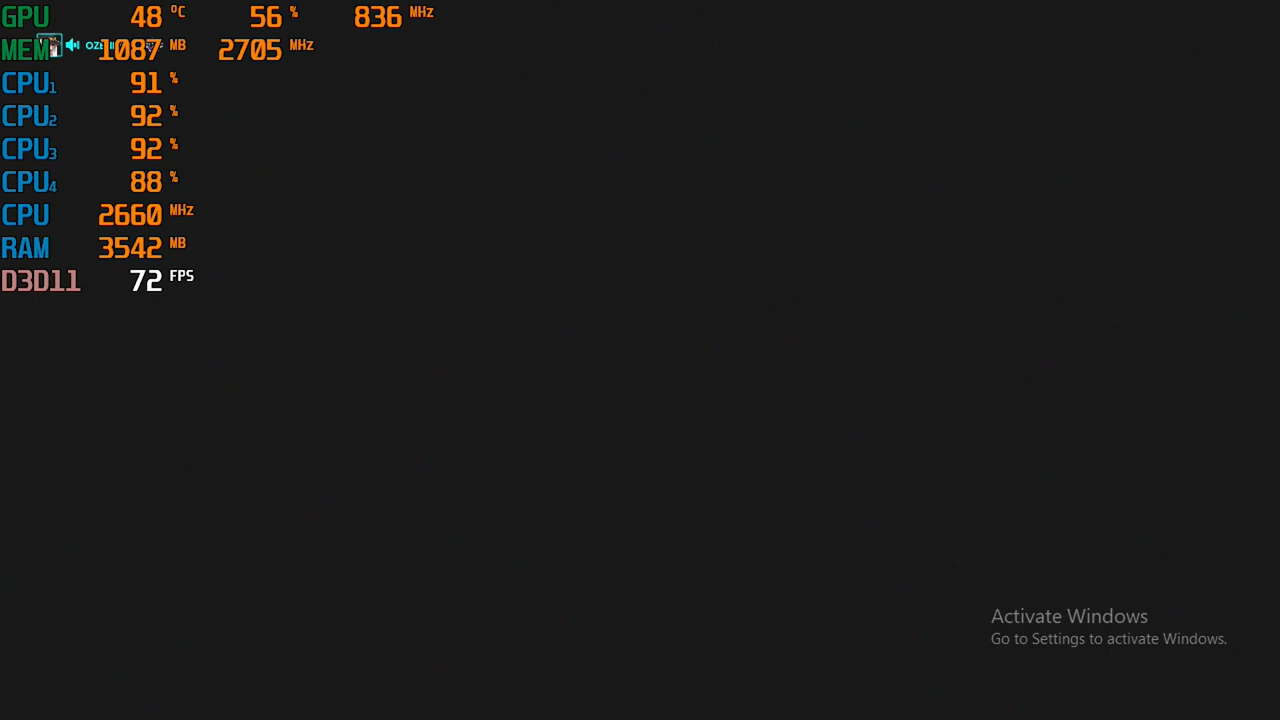 GPU 48 °C 56 % 836 MHz
MEM 1087 MB 2705 MHz
CPU1 91 %
CPU2 92 %
CPU3 92 %
CPU4 88 %
CPU 2660 MHz
RAM 3542 MB
D3D11 72 FPS
Activate Windows
Go to Settings to activate Windows.